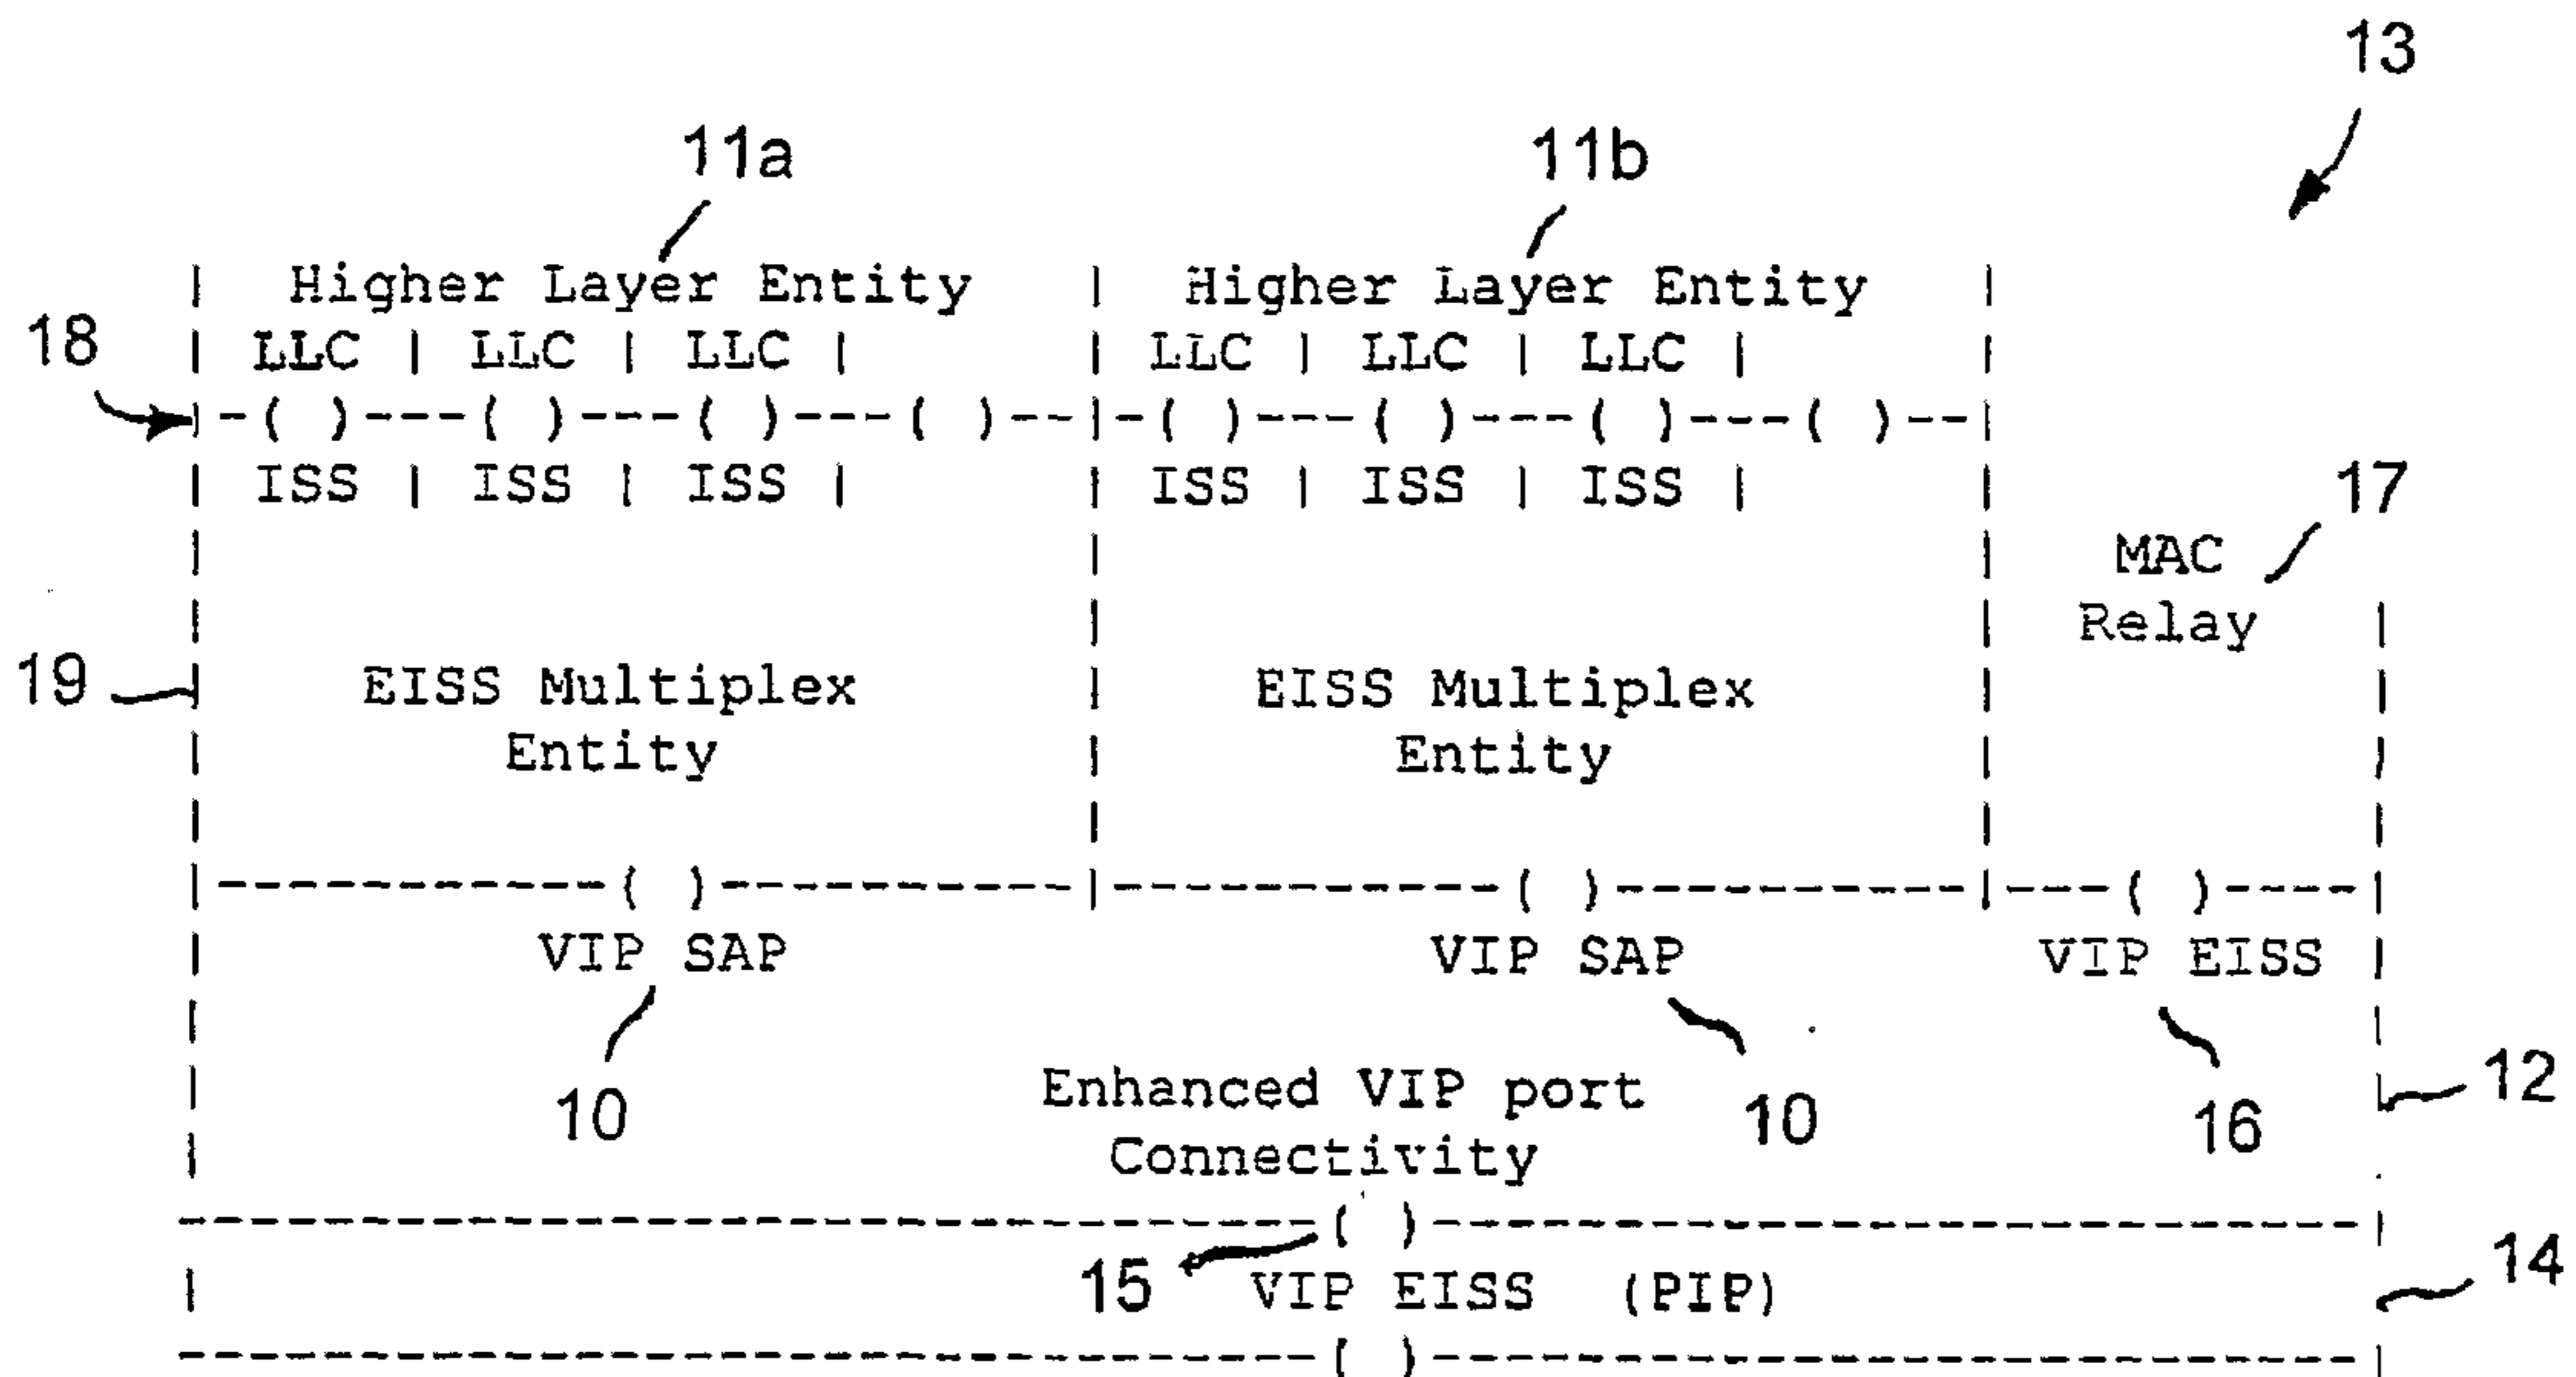 13
11a 11b
| Higher Layer Entity | Higher Layer Entity |
18 | LLC | LLC | LLC | | LLC | LLC | LLC | |
|-( )---( )---( )---( )--|-( )---( )---( )---( )--|
| ISS | ISS | ISS | | ISS | ISS | ISS | | 17
| | | MAC
| | | Relay |
19 | EISS Multiplex | EISS Multiplex | |
| Entity | Entity | |
| | | |
|------------( )-----------|------------( )-----------|---( )----|
| VIP SAP VIP SAP VIP EISS |
10 Enhanced VIP port 10 16 12
| Connectivity
---------------------------------( )---------------------------|
| 15 VIP EISS (PIP) 14
---------------------------------( )---------------------------|